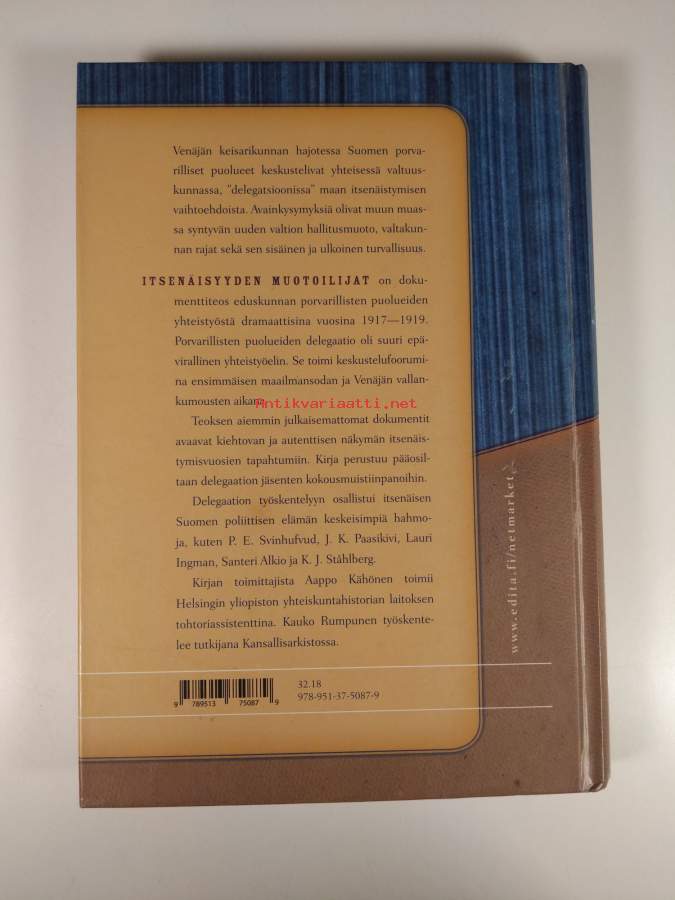 Venäjän keisarikunnan hajotessa Suomen porva-
rilliset puolueet keskustelivat yhteisessä valtuus-
kunnassa, "delegatsioonissa" maan itsenäistymisen
vaihtoehdoista. Avainkysymyksiä olivat muun muas-
sa syntyvän uuden valtion hallitusmuoto, valtakun-
nan rajat sekä sen sisäinen ja ulkoinen turvallisuus.
ITSENÄISYYDEN MUOTOILIJAT on doku-
menttiteos eduskunnan porvarillisten puolueiden
yhteistyöstä dramaattisina vuosina 1917—1919.
Porvarillisten puolueiden delegaatio oli suuri epä-
virallinen yhteistyöelin. Se toimi keskustelufoorumi-
na ensimmäisen maailmansodan ja Venäjän vallan-
kumousten aikana.
Antikvariaatti.net
Teoksen aiemmin julkaisemattomat dokumentit
avaavat kiehtovan ja autenttisen näkymän itsenäis-
tymisvuosien tapahtumiin. Kirja perustuu pääosil-
taan delegaation jäsenten kokousmuistiinpanoihin.
Delegaation työskentelyyn osallistui itsenäisen
Suomen poliittisen elämän keskeisimpiä hahmo-
ja, kuten P. E. Svinhufvud, J. K. Paasikivi, Lauri
Ingman, Santeri Alkio ja K. J. Ståhlberg.
Kirjan toimittajista Aappo Kähönen toimii
Helsingin yliopiston yhteiskuntahistorian laitoksen
tohtoriassistenttina. Kauko Rumpunen työskente-
lee tutkijana Kansallisarkistossa.
32.18
978-951-37-5087-9
9 789513 750879
www.edita.fi/netmarket